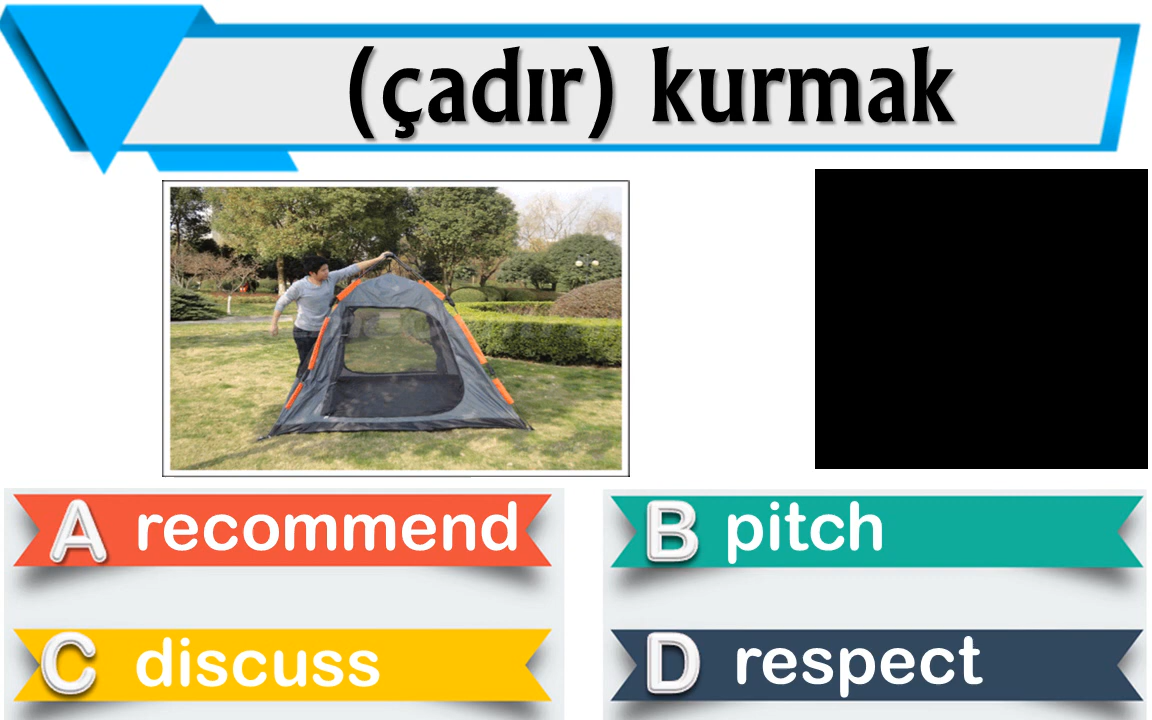 (çadır) kurmak
A recommend
B pitch
C discuss
D respect